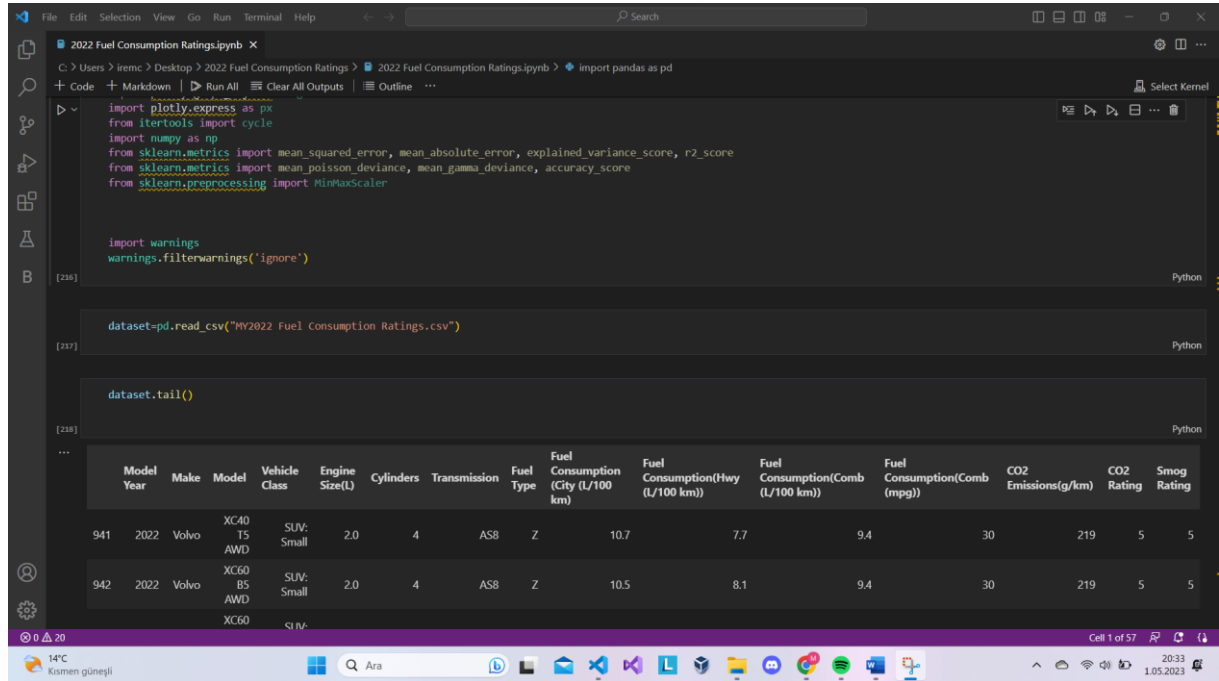 File Edit Selection View Go Run Terminal Help
Search
2022 Fuel Consumption Ratings.ipynb
C: > Users > iremc > Desktop > 2022 Fuel Consumption Ratings > 2022 Fuel Consumption Ratings.ipynb > import pandas as pd
+ Code + Markdown | Run All Clear All Outputs | Outline ...
Select Kernel
import plotly.express as px
from itertools import cycle
import numpy as np
from sklearn.metrics import mean_squared_error, mean_absolute_error, explained_variance_score, r2_score
from sklearn.metrics import mean_poisson_deviance, mean_gamma_deviance, accuracy_score
from sklearn.preprocessing import MinMaxScaler
import warnings
warnings.filterwarnings('ignore')
[216] Python
dataset=pd.read_csv("MY2022 Fuel Consumption Ratings.csv")
[217] Python
dataset.tail()
[218] Python
...
Model Year Make Model Vehicle Class Engine Size(L) Cylinders Transmission Fuel Type Fuel Consumption (City (L/100 km) Fuel Consumption(Hwy (L/100 km)) Fuel Consumption(Comb (L/100 km)) Fuel Consumption(Comb (mpg)) CO2 Emissions(g/km) CO2 Rating Smog Rating
941 2022 Volvo XC40 T5 AWD SUV: Small 2.0 4 AS8 Z 10.7 7.7 9.4 30 219 5 5
942 2022 Volvo XC60 B5 AWD SUV: Small 2.0 4 AS8 Z 10.5 8.1 9.4 30 219 5 5
XC60 SUV:
0 20
Cell 1 of 57
14°C
Kısmen güneşli
Ara
20:33
1.05.2023